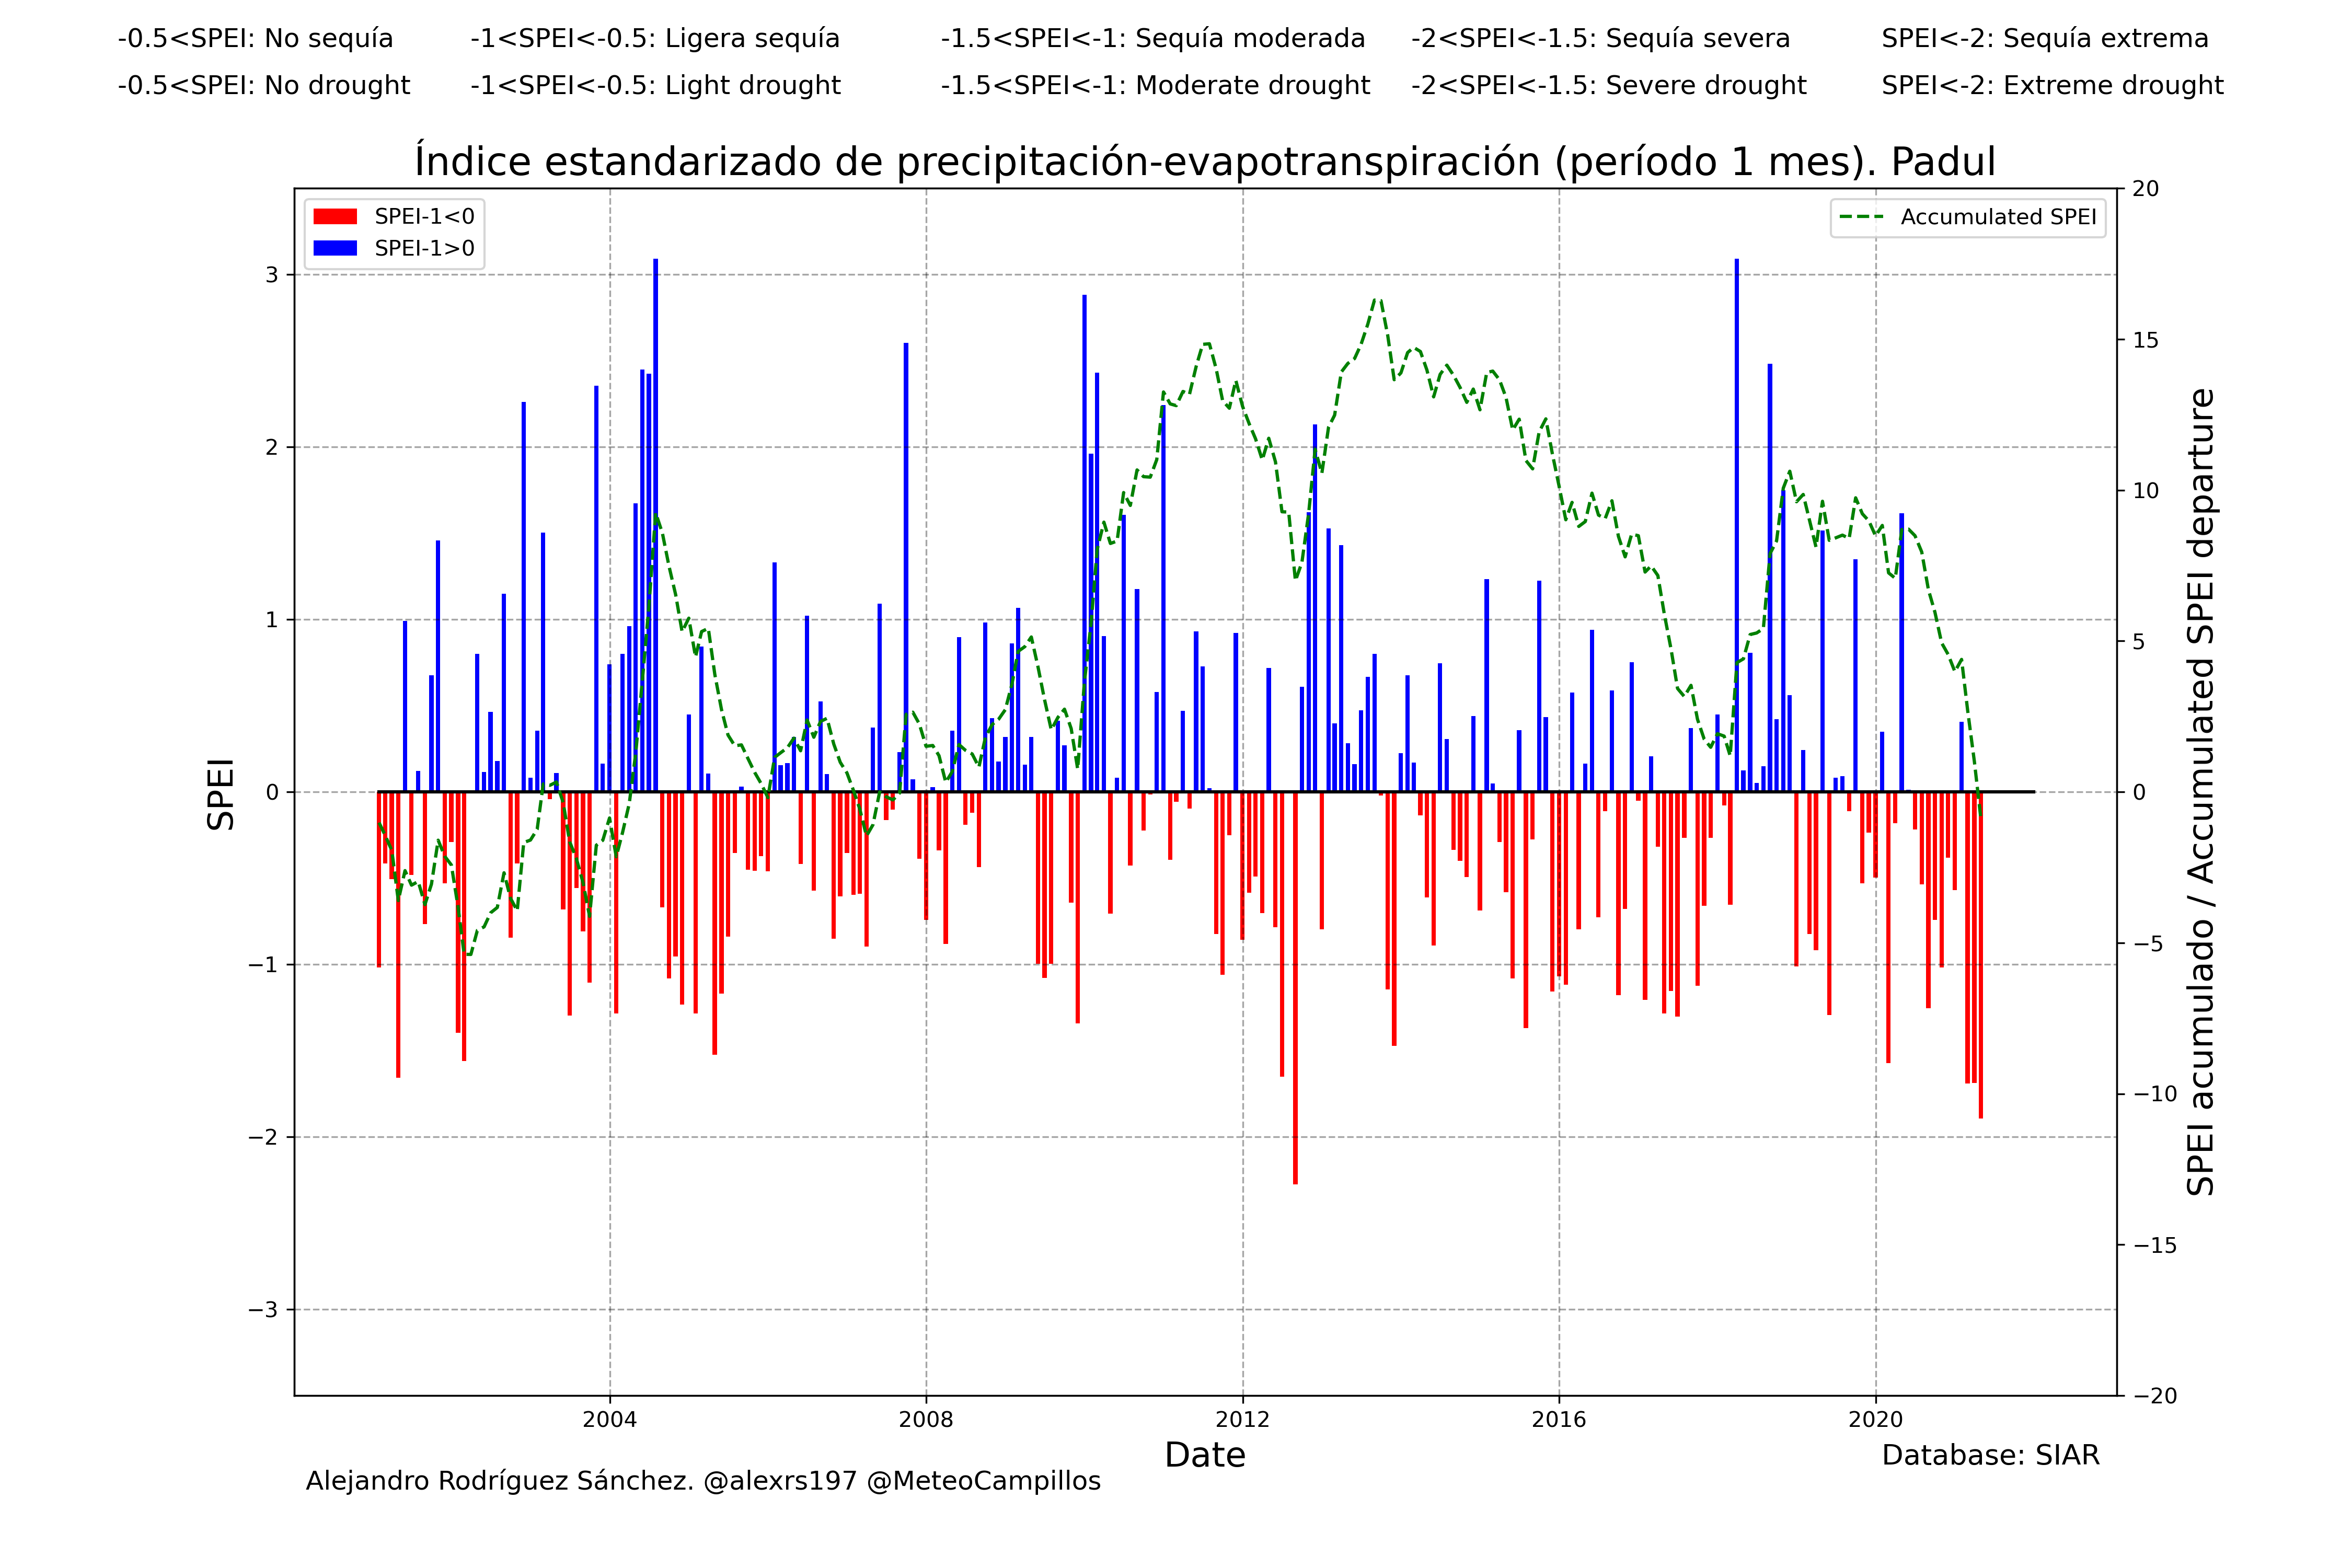 -0.5<SPEI: No sequía -1<SPEI<-0.5: Ligera sequía -1.5<SPEI<-1: Sequía moderada -2<SPEI<-1.5: Sequía severa SPEI<-2: Sequía extrema
-0.5<SPEI: No drought -1<SPEI<-0.5: Light drought -1.5<SPEI<-1: Moderate drought -2<SPEI<-1.5: Severe drought SPEI<-2: Extreme drought
Índice estandarizado de precipitación-evapotranspiración (período 1 mes). Padul
SPEI-1<0
SPEI-1>0
Accumulated SPEI
SPEI
3
2
1
0
−1
−2
−3
20
15
10
5
0
−5
−10
−15
−20
SPEI acumulado / Accumulated SPEI departure
2004 2008 2012 2016 2020
Date
Database: SIAR
Alejandro Rodríguez Sánchez. @alexrs197 @MeteoCampillos